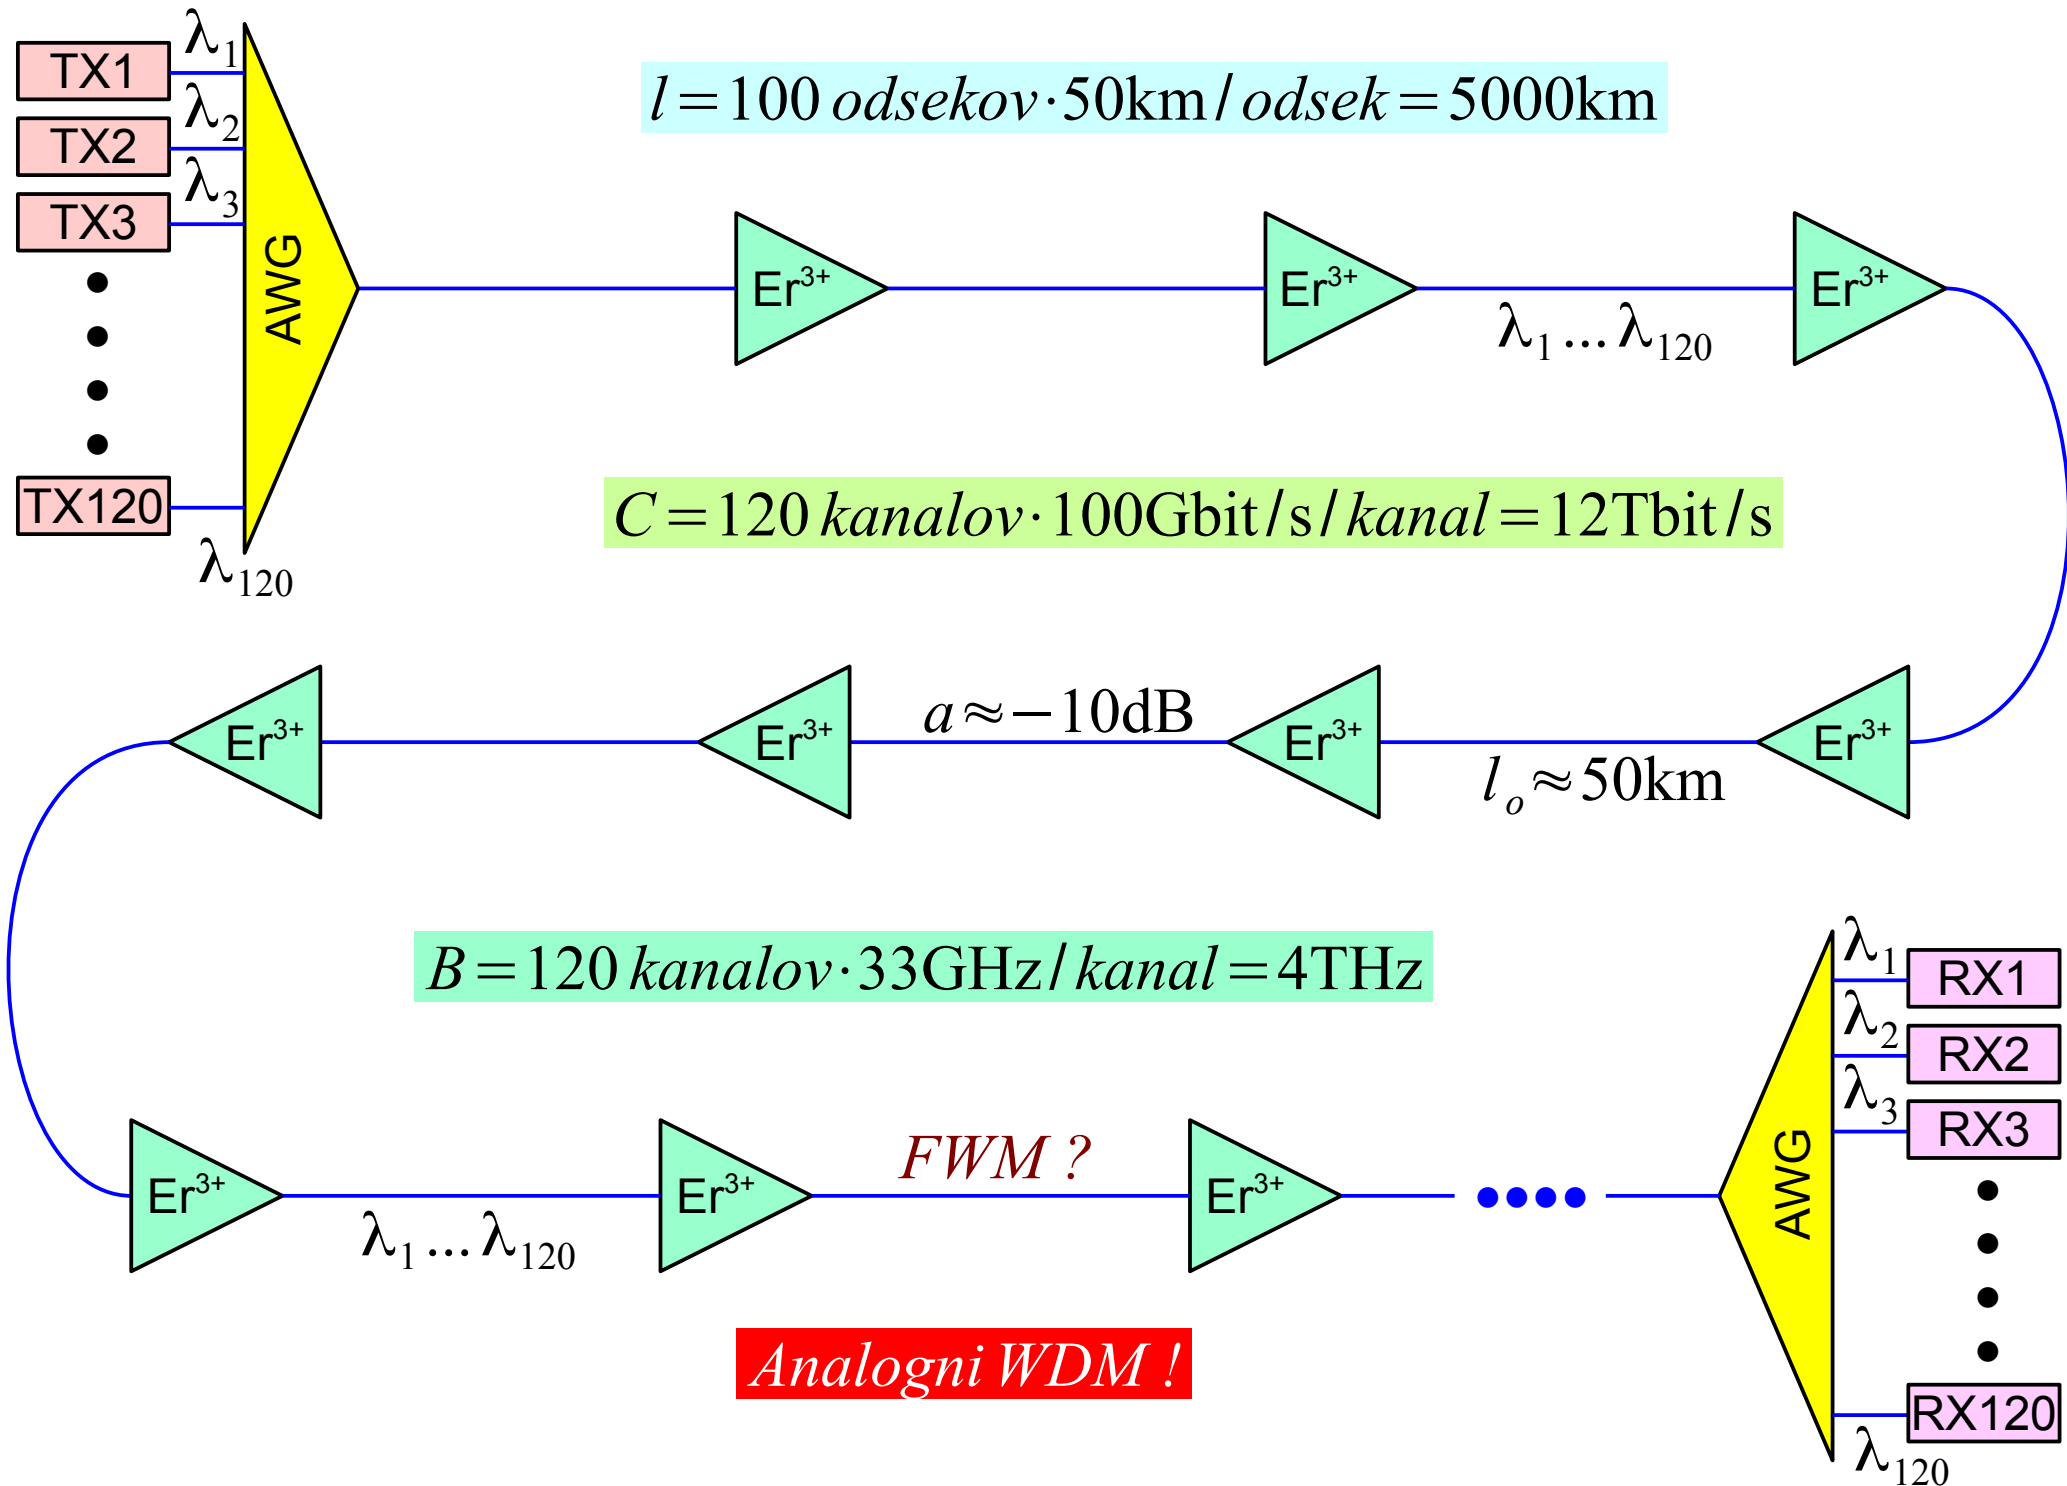 TX1
λ1
TX2
λ2
TX3
λ3
TX120
λ120
AWG
l=100 odsekov·50km/odsek=5000km
Er3+
Er3+
Er3+
λ1...λ120
C=120 kanalov·100Gbit/s/kanal=12Tbit/s
Er3+
Er3+
a≈−10dB
Er3+
lo≈50km
Er3+
B=120 kanalov·33GHz/kanal=4THz
Er3+
λ1...λ120
Er3+
FWM ?
Er3+
AWG
λ1
RX1
λ2
RX2
λ3
RX3
RX120
λ120
Analogni WDM !